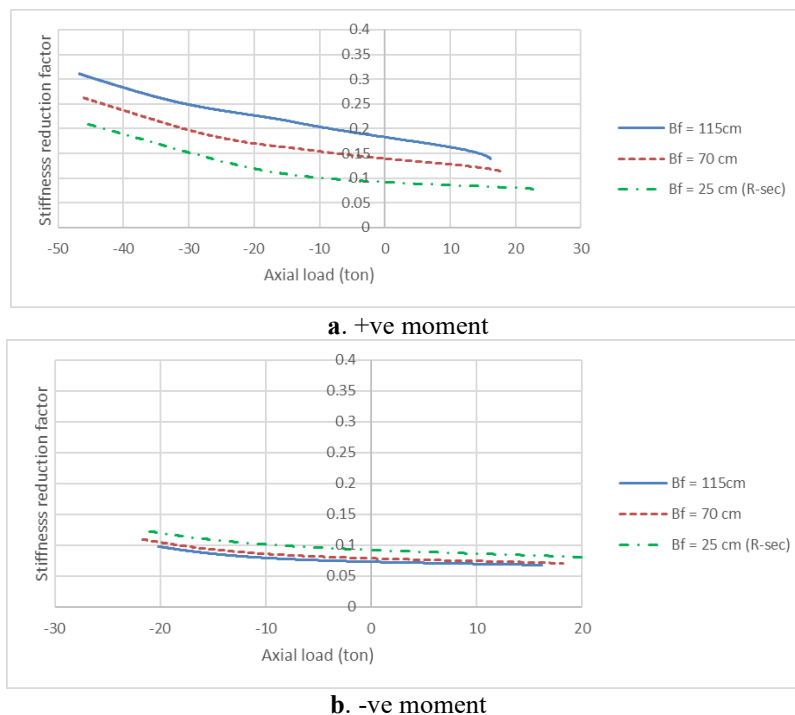 0.4
0.35
0.3
0.25
0.2
0.15
0.1
0.05
0
Stiffnesss reduction factor
-50 -40 -30 -20 -10 0 10 20 30
Axial load (ton)
Bf = 115cm
Bf = 70 cm
Bf = 25 cm (R-sec)
a. +ve moment
0.4
0.35
0.3
0.25
0.2
0.15
0.1
0.05
0
Stiffnesss reduction factor
-30 -20 -10 0 10 20
Axial load (ton)
Bf = 115cm
Bf = 70 cm
Bf = 25 cm (R-sec)
b. -ve moment